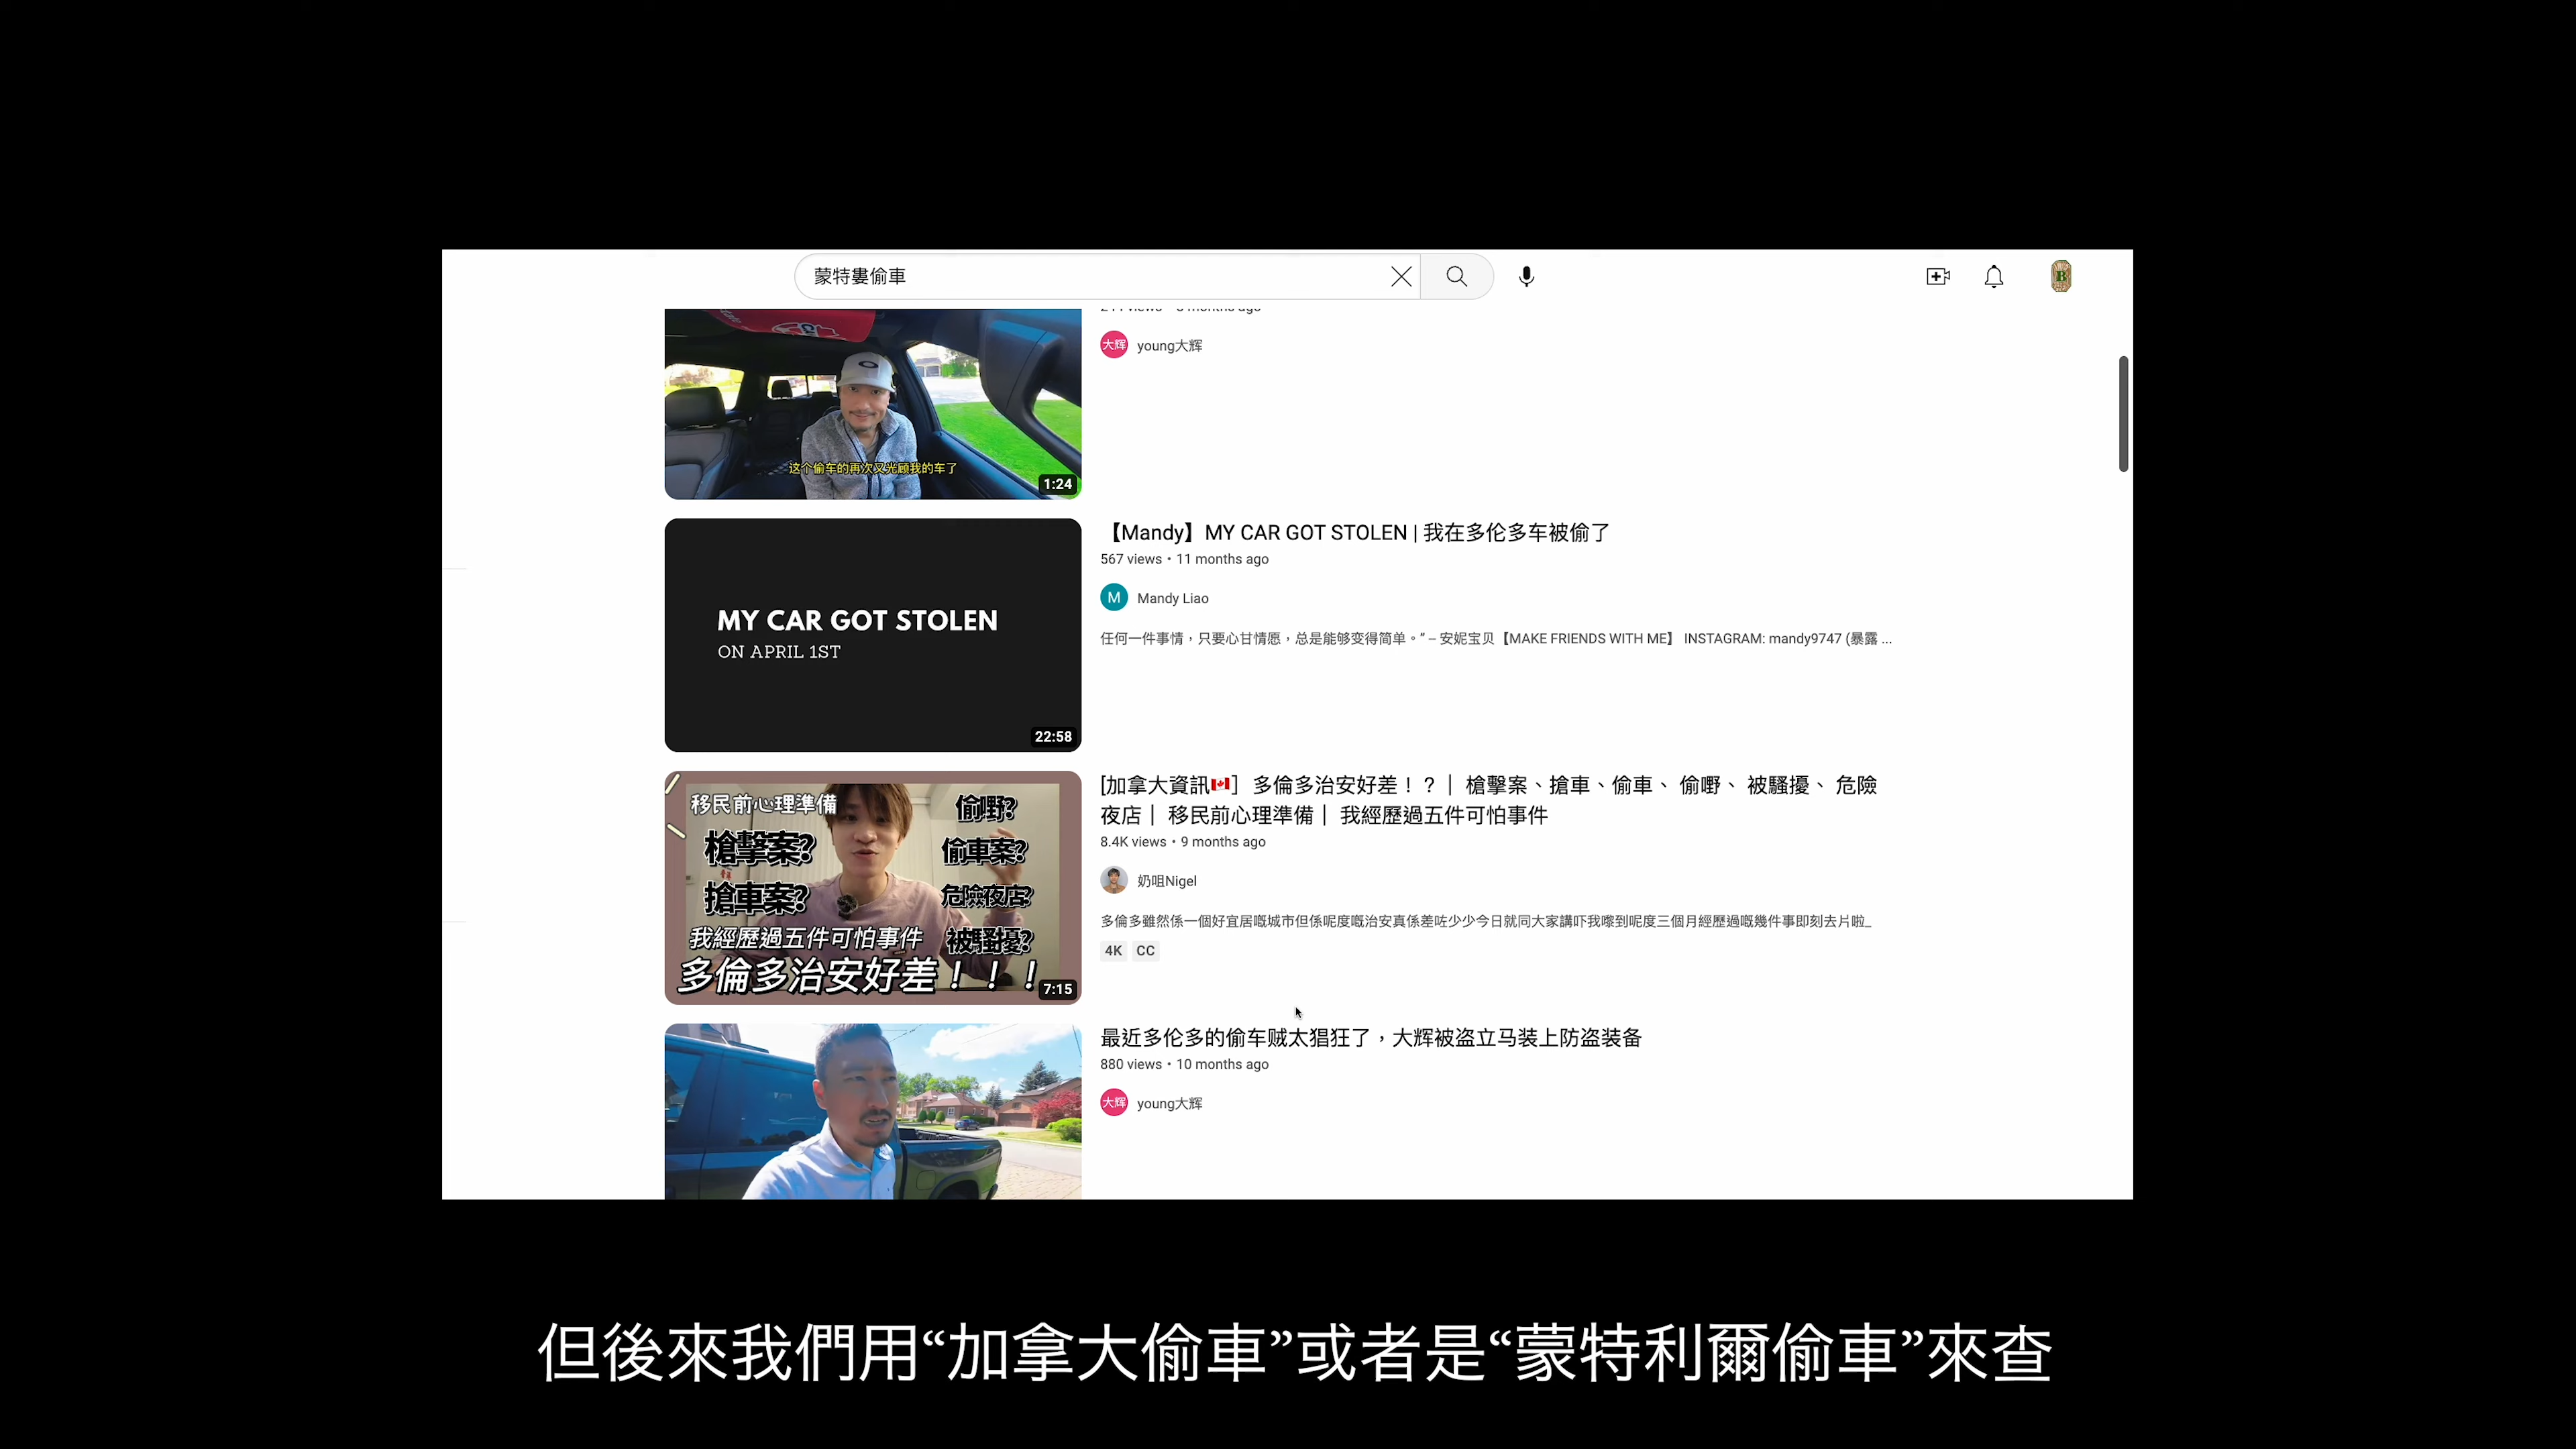 蒙特婁偷車
B
大辉 young大辉
这个偷车的再次又光顾我的车了
1:24
【Mandy】MY CAR GOT STOLEN | 我在多伦多车被偷了
567 views • 11 months ago
M Mandy Liao
任何一件事情，只要心甘情愿，总是能够变得简单。” – 安妮宝贝【MAKE FRIENDS WITH ME】 INSTAGRAM: mandy9747 (暴露 ...
MY CAR GOT STOLEN
ON APRIL 1ST
22:58
[加拿大資訊🇨🇦］多倫多治安好差！？｜ 槍擊案、搶車、偷車、 偷嘢、 被騷擾、 危險
夜店｜ 移民前心理準備｜ 我經歷過五件可怕事件
8.4K views • 9 months ago
奶咀Nigel
多倫多雖然係一個好宜居嘅城市但係呢度嘅治安真係差咗少少今日就同大家講吓我嚟到呢度三個月經歷過嘅幾件事即刻去片啦_
4K CC
移民前心理準備
偷嘢?
槍擊案?
偷車案?
搶車案?
危險夜店?
我經歷過五件可怕事件
被騷擾?
多倫多治安好差！！！
7:15
最近多伦多的偷车贼太猖狂了，大辉被盗立马装上防盗装备
880 views • 10 months ago
大辉 young大辉
但後來我們用“加拿大偷車”或者是“蒙特利爾偷車”來查